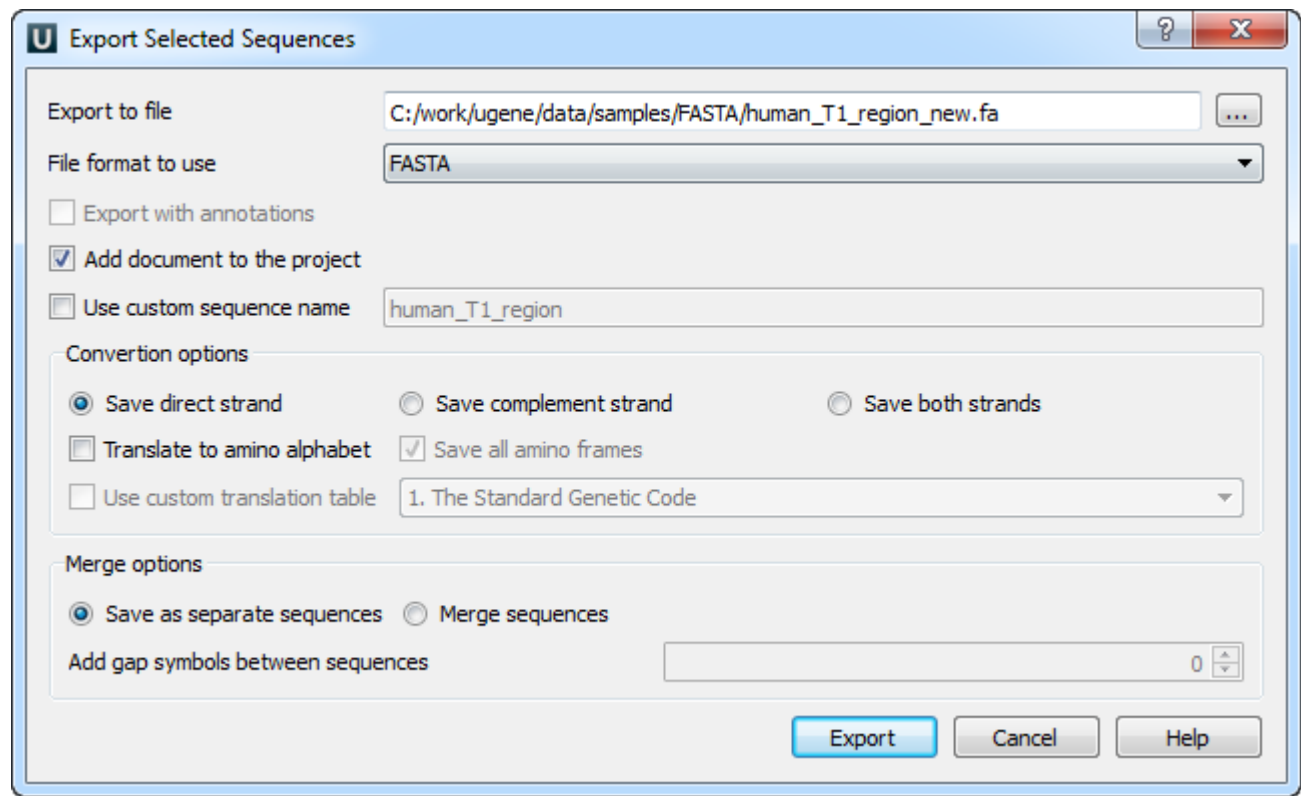 U Export Selected Sequences ? X
Export to file C:/work/ugene/data/samples/FASTA/human_T1_region_new.fa ...
File format to use FASTA
Export with annotations
Add document to the project
Use custom sequence name human_T1_region
Convertion options
Save direct strand Save complement strand Save both strands
Translate to amino alphabet Save all amino frames
Use custom translation table 1. The Standard Genetic Code
Merge options
Save as separate sequences Merge sequences
Add gap symbols between sequences 0
Export Cancel Help